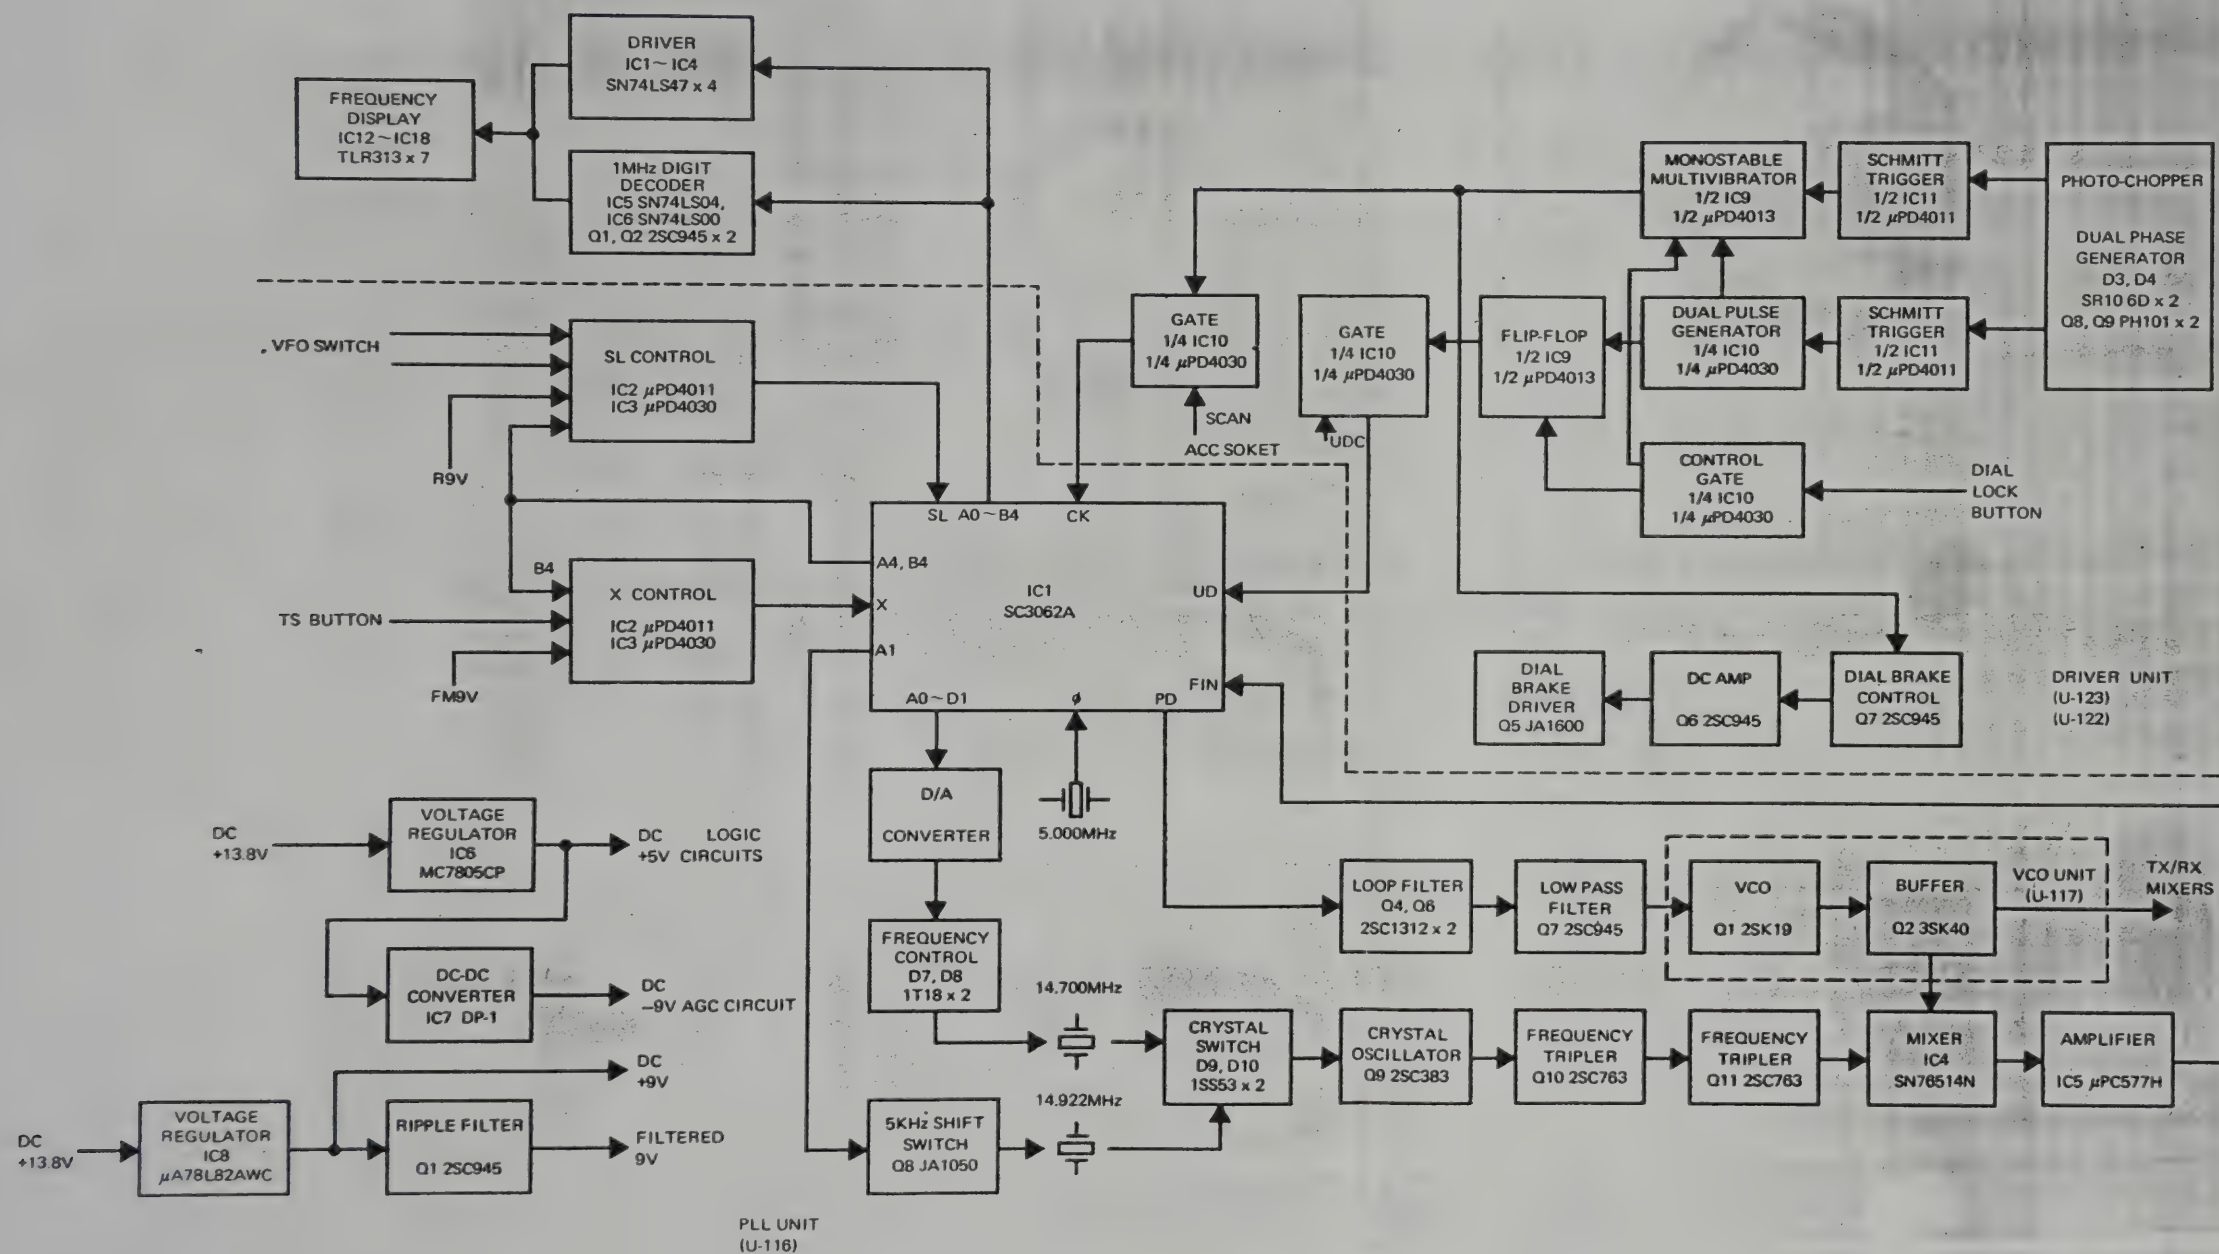 DRIVER
IC1～IC4
SN74LS47 x 4
FREQUENCY
DISPLAY
IC12～IC18
TLR313 x 7
1MHz DIGIT
DECODER
IC5 SN74LS04,
IC6 SN74LS00
Q1, Q2 2SC945 x 2
MONOSTABLE
MULTIVIBRATOR
1/2 IC9
1/2 μPD4013
SCHMITT
TRIGGER
1/2 IC11
1/2 μPD4011
PHOTO-CHOPPER
DUAL PHASE
GENERATOR
D3, D4
SR10 6D x 2
Q8, Q9 PH101 x 2
VFO SWITCH
SL CONTROL
IC2 μPD4011
IC3 μPD4030
R9V
GATE
1/4 IC10
1/4 μPD4030
SCAN
ACC SOKET
GATE
1/4 IC10
1/4 μPD4030
UDC
FLIP-FLOP
1/2 IC9
1/2 μPD4013
DUAL PULSE
GENERATOR
1/4 IC10
1/4 μPD4030
SCHMITT
TRIGGER
1/2 IC11
1/2 μPD4011
CONTROL
GATE
1/4 IC10
1/4 μPD4030
DIAL
LOCK
BUTTON
SL A0～B4 CK
A4, B4
X
A1
IC1
SC3062A
UD
FIN
A0～D1 ϕ PD
B4
X CONTROL
IC2 μPD4011
IC3 μPD4030
TS BUTTON
FM9V
DIAL
BRAKE
DRIVER
Q5 JA1600
DC AMP
Q6 2SC945
DIAL BRAKE
CONTROL
Q7 2SC945
DRIVER UNIT
(U-123)
(U-122)
D/A
CONVERTER
5.000MHz
DC
+13.8V
VOLTAGE
REGULATOR
IC6
MC7805CP
DC LOGIC
+5V CIRCUITS
LOOP FILTER
Q4, Q6
2SC1312 x 2
LOW PASS
FILTER
Q7 2SC945
VCO
Q1 2SK19
BUFFER
Q2 3SK40
VCO UNIT
(U-117)
TX/RX
MIXERS
FREQUENCY
CONTROL
D7, D8
1T18 x 2
DC-DC
CONVERTER
IC7 DP-1
DC
−9V AGC CIRCUIT
14.700MHz
CRYSTAL
SWITCH
D9, D10
1SS53 x 2
CRYSTAL
OSCILLATOR
Q9 2SC383
FREQUENCY
TRIPLER
Q10 2SC763
FREQUENCY
TRIPLER
Q11 2SC763
MIXER
IC4
SN76514N
AMPLIFIER
IC5 μPC577H
DC
+9V
14.922MHz
DC
+13.8V
VOLTAGE
REGULATOR
IC8
μA78L82AWC
RIPPLE FILTER
Q1 2SC945
FILTERED
9V
5KHz SHIFT
SWITCH
Q8 JA1050
PLL UNIT
(U-116)